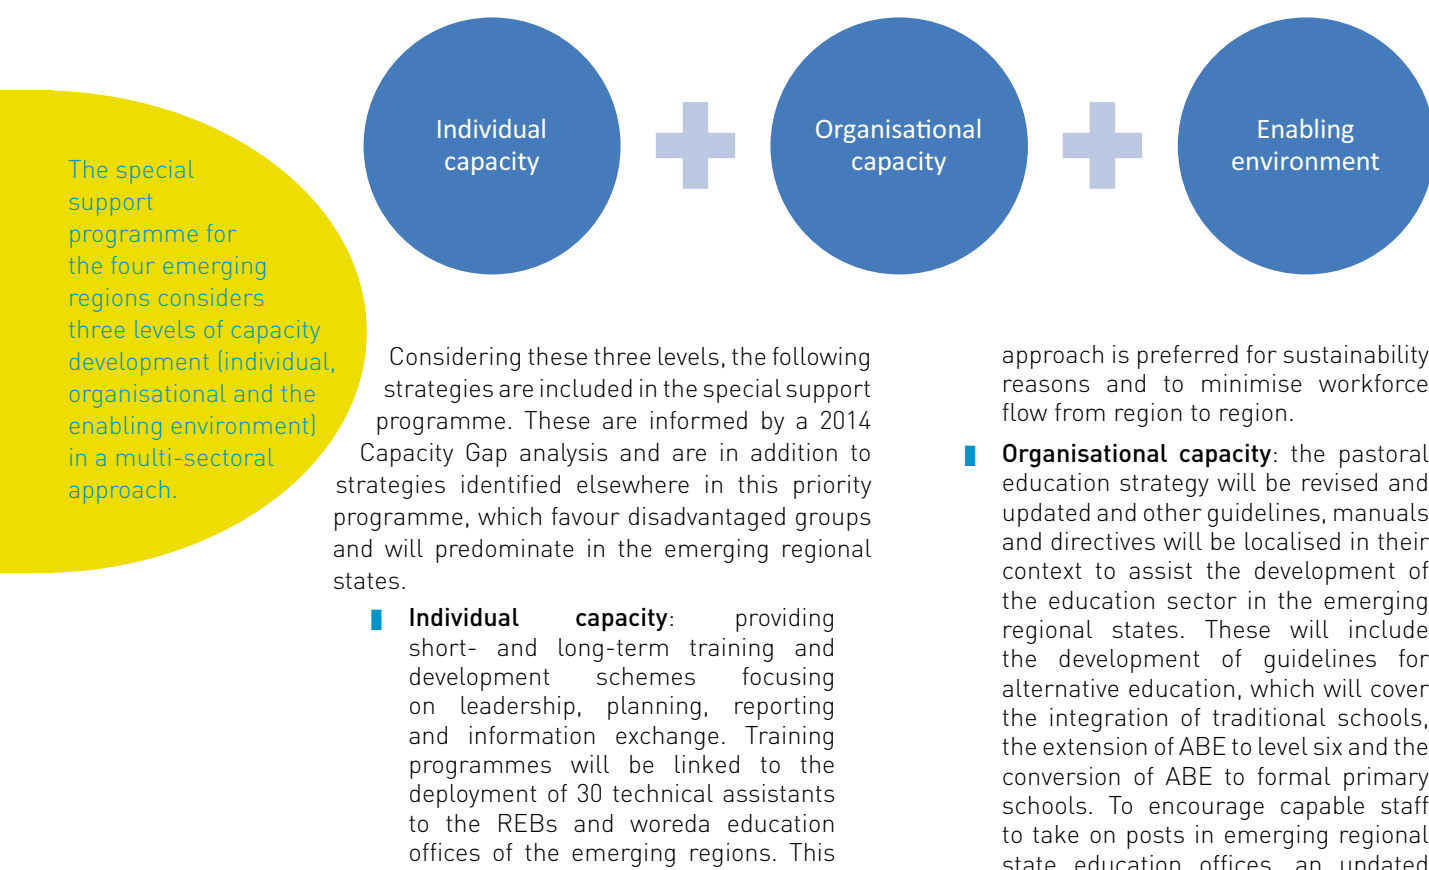 Individual
capacity
Organisational
capacity
Enabling
environment
The special
support
programme for
the four emerging
regions considers
three levels of capacity
development (individual,
organisational and the
enabling environment)
in a multi-sectoral
approach.
Considering these three levels, the following
strategies are included in the special support
programme. These are informed by a 2014
Capacity Gap analysis and are in addition to
strategies identified elsewhere in this priority
programme, which favour disadvantaged groups
and will predominate in the emerging regional
states.
Individual capacity: providing
short- and long-term training and
development schemes focusing
on leadership, planning, reporting
and information exchange. Training
programmes will be linked to the
deployment of 30 technical assistants
to the REBs and woreda education
offices of the emerging regions. This
approach is preferred for sustainability
reasons and to minimise workforce
flow from region to region.
Organisational capacity: the pastoral
education strategy will be revised and
updated and other guidelines, manuals
and directives will be localised in their
context to assist the development of
the education sector in the emerging
regional states. These will include
the development of guidelines for
alternative education, which will cover
the integration of traditional schools,
the extension of ABE to level six and the
conversion of ABE to formal primary
schools. To encourage capable staff
to take on posts in emerging regional
state education offices, an updated